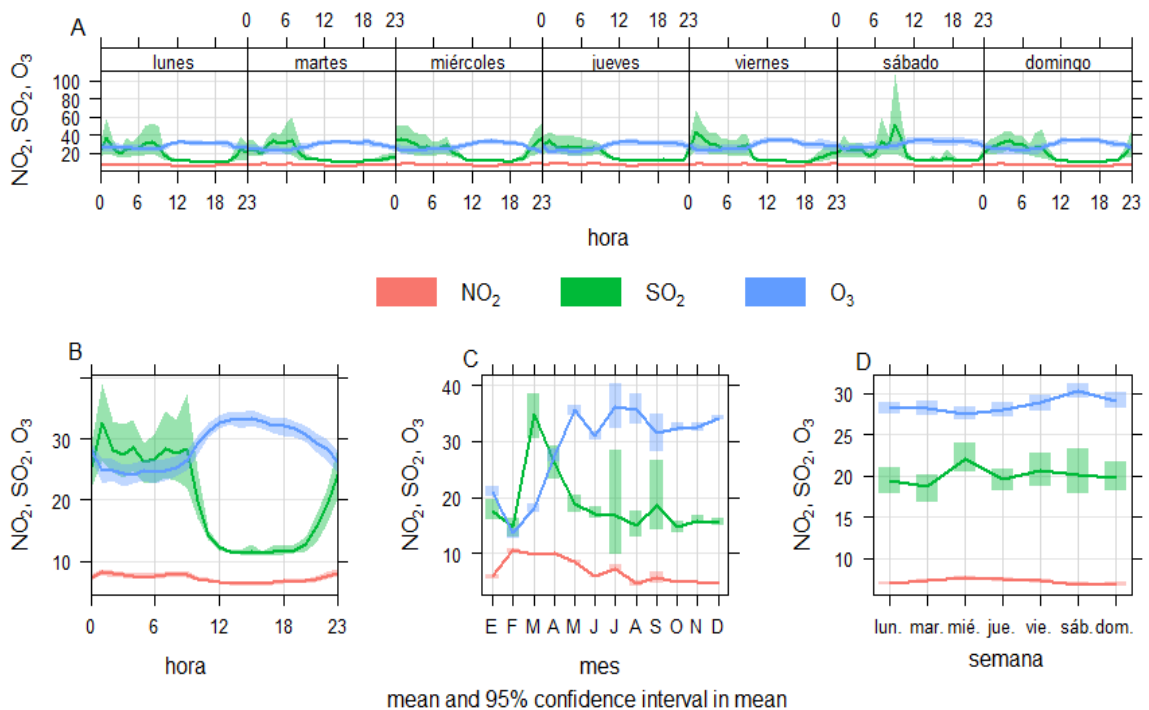 A
0 6 12 18 23 0 6 12 18 23 0 6 12 18 23
lunes martes miércoles jueves viernes sábado domingo
NO2, SO2, O3
100
80
60
40
20
0 6 12 18 23 0 6 12 18 23 0 6 12 18 23 0 6 12 18 23
hora
NO2 SO2 O3
B
NO2, SO2, O3
30
20
10
0 6 12 18 23
hora
C
NO2, SO2, O3
40
30
20
10
E F M A M J J A S O N D
mes
D
NO2, SO2, O3
30
25
20
15
10
lun. mar. mié. jue. vie. sáb. dom.
semana
mean and 95% confidence interval in mean